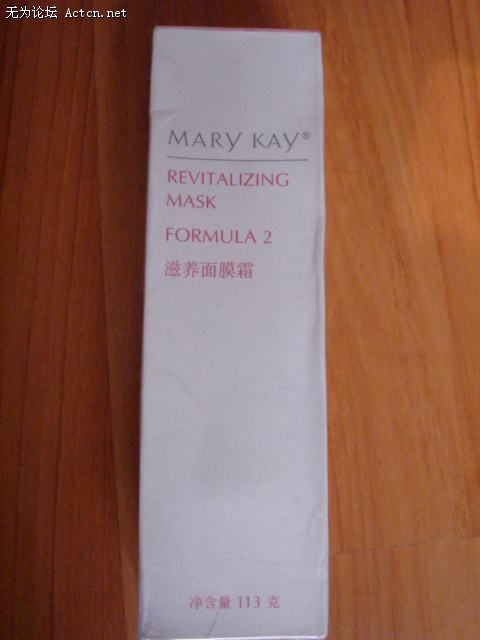 无为论坛 Actcn.net
MARY KAY®
REVITALIZING
MASK
FORMULA 2
滋养面膜霜
净含量 113 克